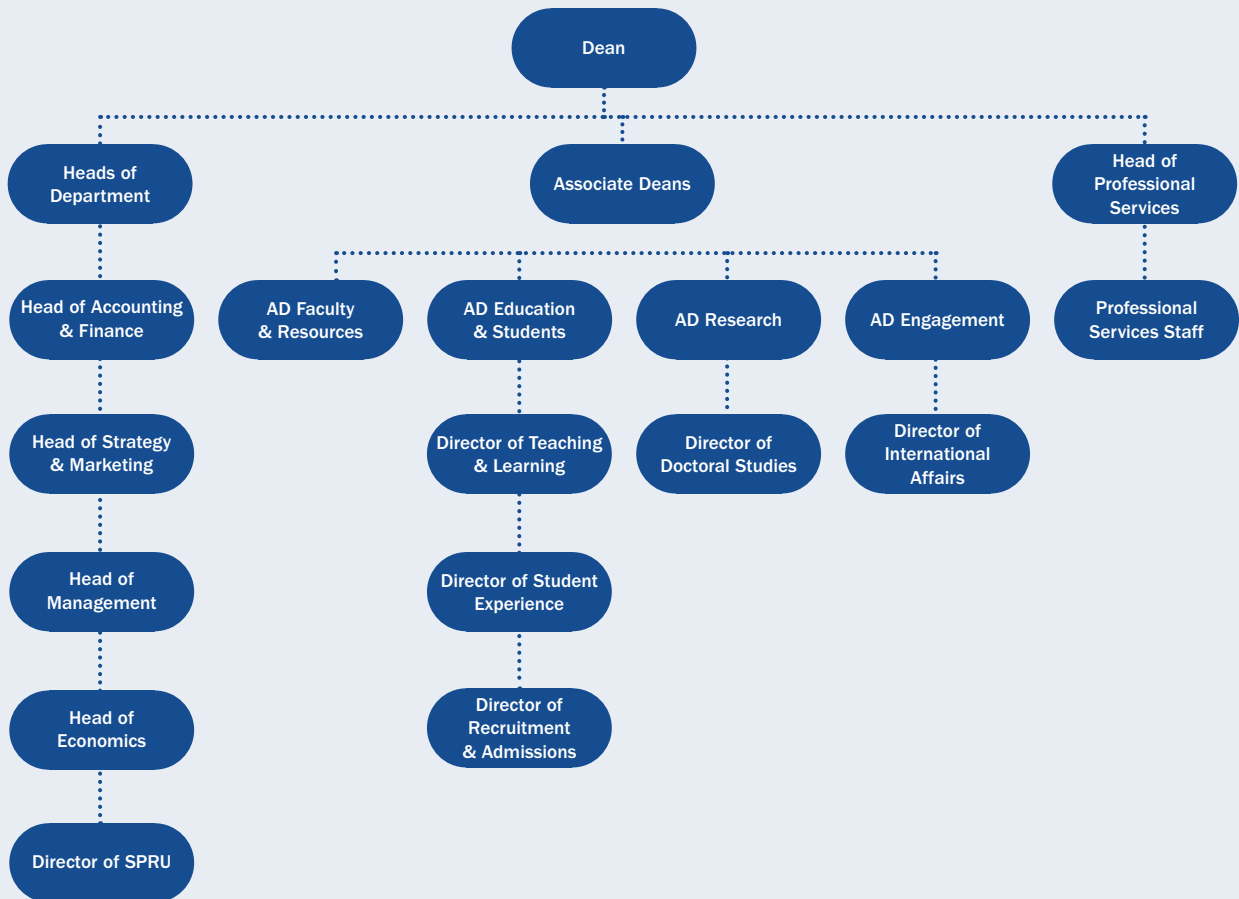 Dean
Heads of
Department
Associate Deans
Head of
Professional
Services
Head of Accounting
& Finance
AD Faculty
& Resources
AD Education
& Students
AD Research
AD Engagement
Professional
Services Staff
Head of Strategy
& Marketing
Director of Teaching
& Learning
Director of
Doctoral Studies
Director of
International
Affairs
Head of
Management
Director of Student
Experience
Head of
Economics
Director of
Recruitment
& Admissions
Director of SPRU